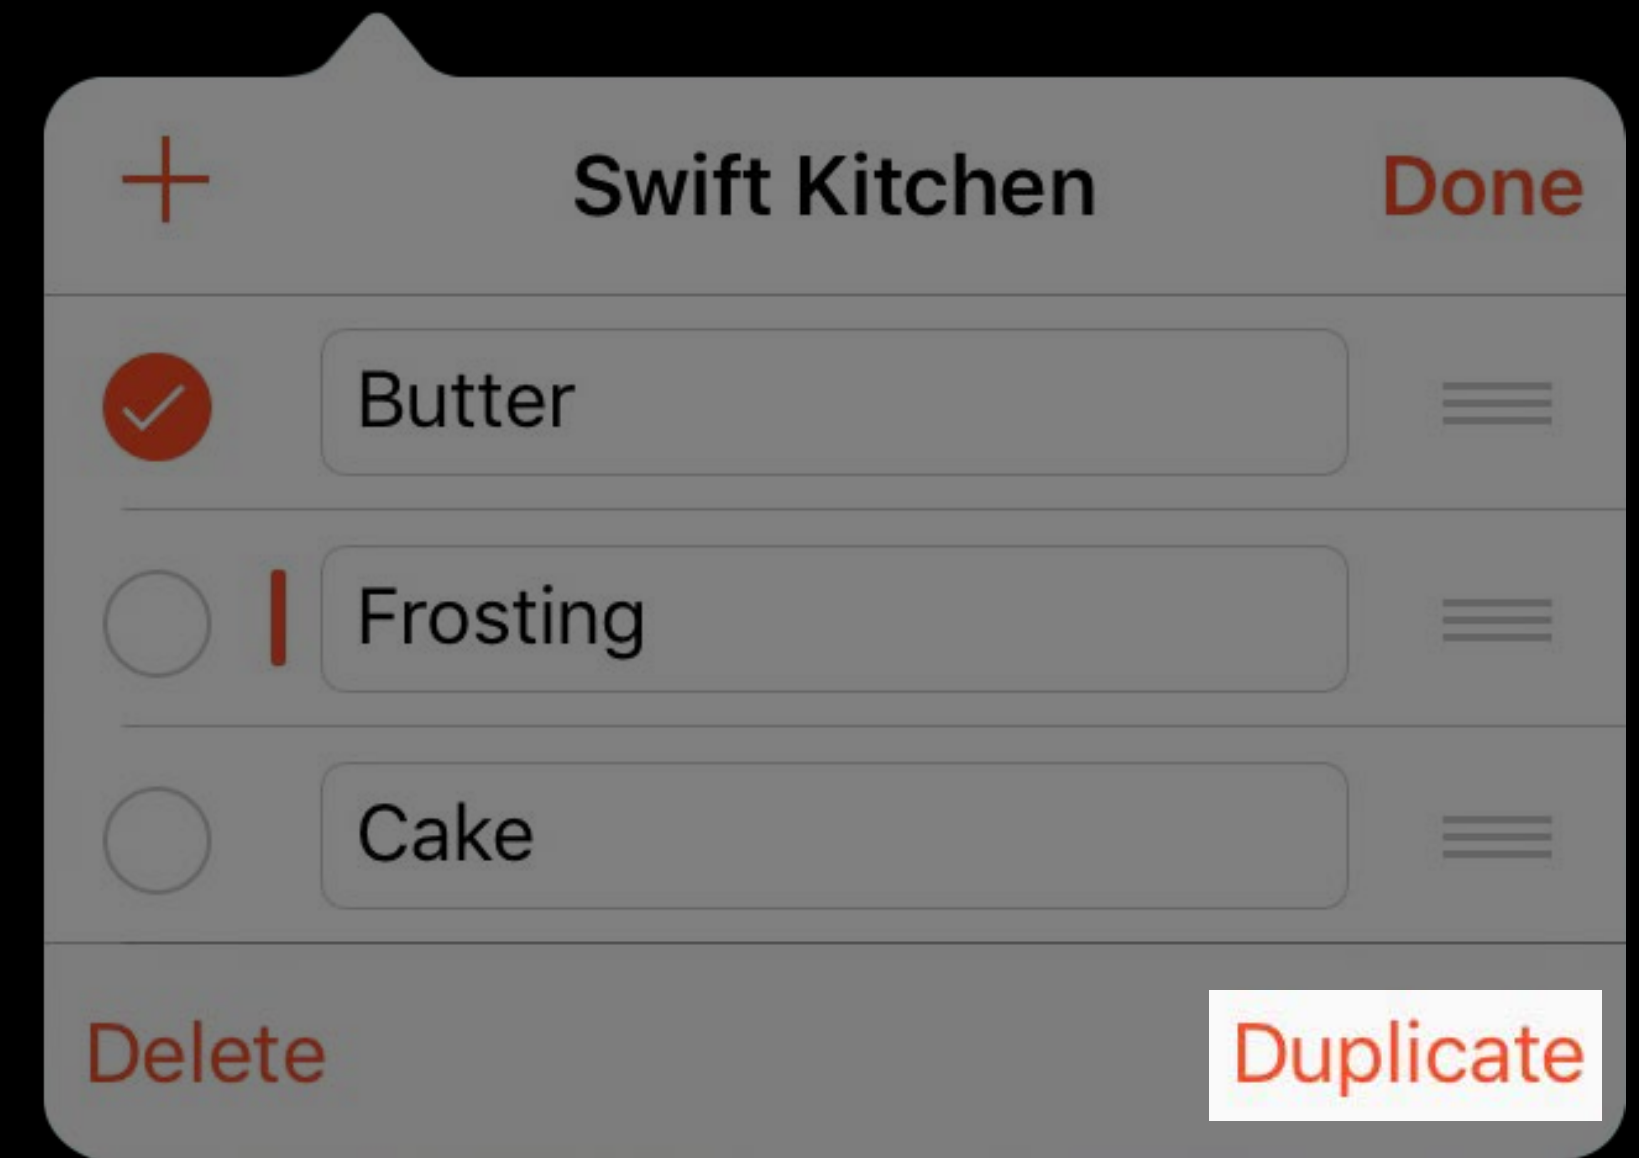 Swift Kitchen Done
Butter
Frosting
Cake
Delete Duplicate